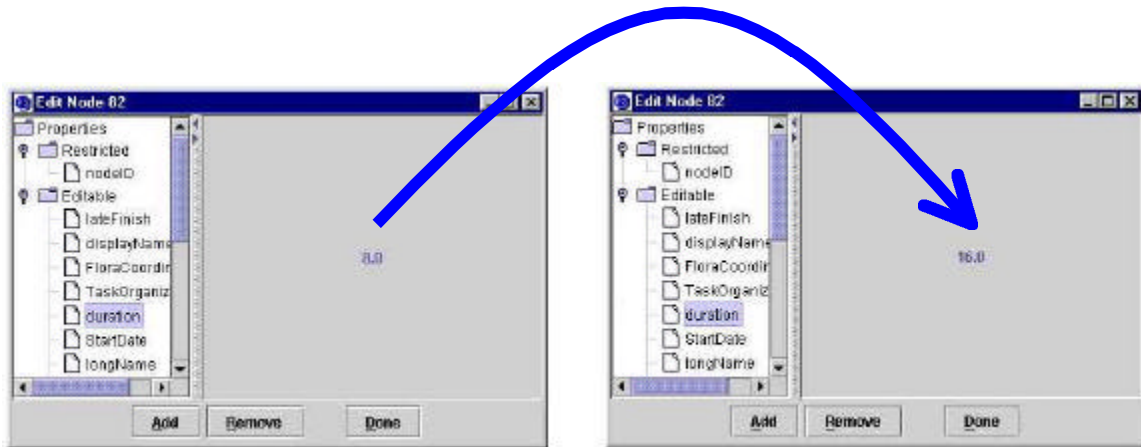 Edit Node 82
Properties
Restricted
nodeID
Editable
lateFinish
displayName
FloraCoordin
TaskOrganiz
duration
StartDate
longName
8.0
Add Remove Done
Edit Node 82
Properties
Restricted
nodeID
Editable
lateFinish
displayName
FloraCoordir
TaskOrganiz
duration
StartDate
longName
16.0
Add Remove Done